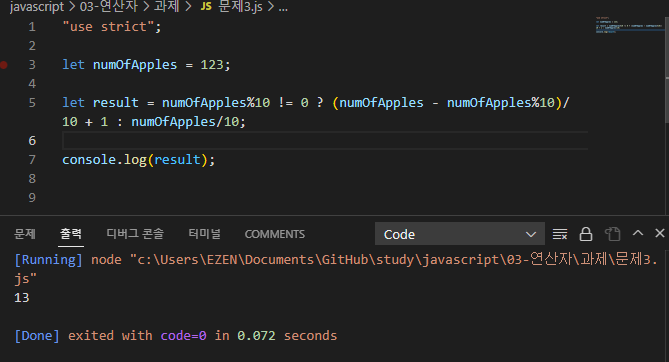 javascript > 03-연산자 > 과제 > JS 문제3.js > ...
1 "use strict";
2
3 let numOfApples = 123;
4
5 let result = numOfApples%10 != 0 ? (numOfApples - numOfApples%10)/
10 + 1 : numOfApples/10;
6
7 console.log(result);
8
9
문제 출력 디버그 콘솔 터미널 COMMENTS Code
[Running] node "c:\Users\EZEN\Documents\GitHub\study\javascript\03-연산자\과제\문제3.
js"
13
[Done] exited with code=0 in 0.072 seconds